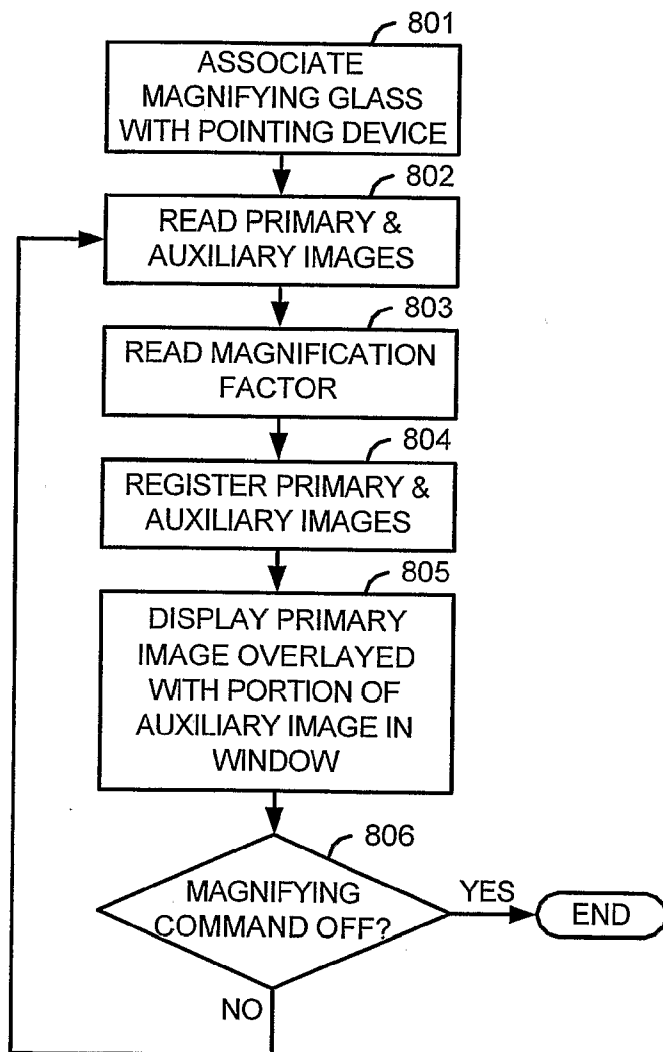 801
ASSOCIATE
MAGNIFYING GLASS
WITH POINTING DEVICE
802
READ PRIMARY &
AUXILIARY IMAGES
803
READ MAGNIFICATION
FACTOR
804
REGISTER PRIMARY &
AUXILIARY IMAGES
805
DISPLAY PRIMARY
IMAGE OVERLAYED
WITH PORTION OF
AUXILIARY IMAGE IN
WINDOW
806
MAGNIFYING
COMMAND OFF?
YES
END
NO